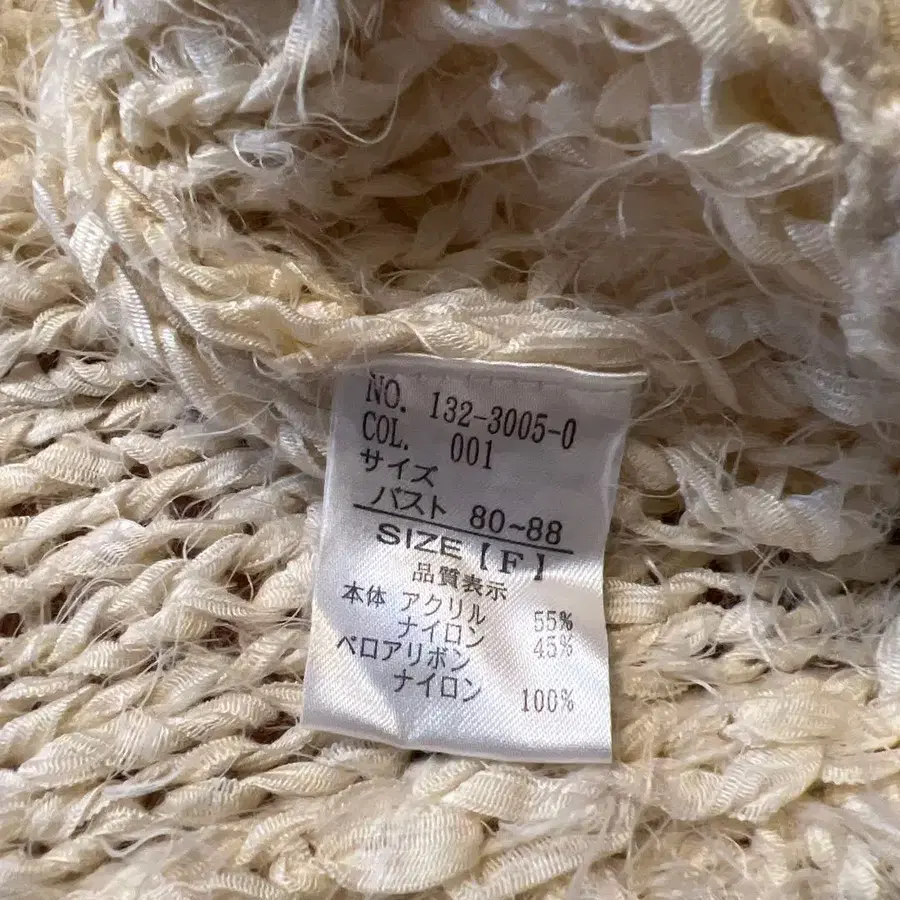 NO. 132-3005-0
COL. 001
サイズ
バスト 80~88
SIZE【F】
品質表示
本体 アクリル 55%
ナイロン 45%
ベロアリボン
ナイロン 100%